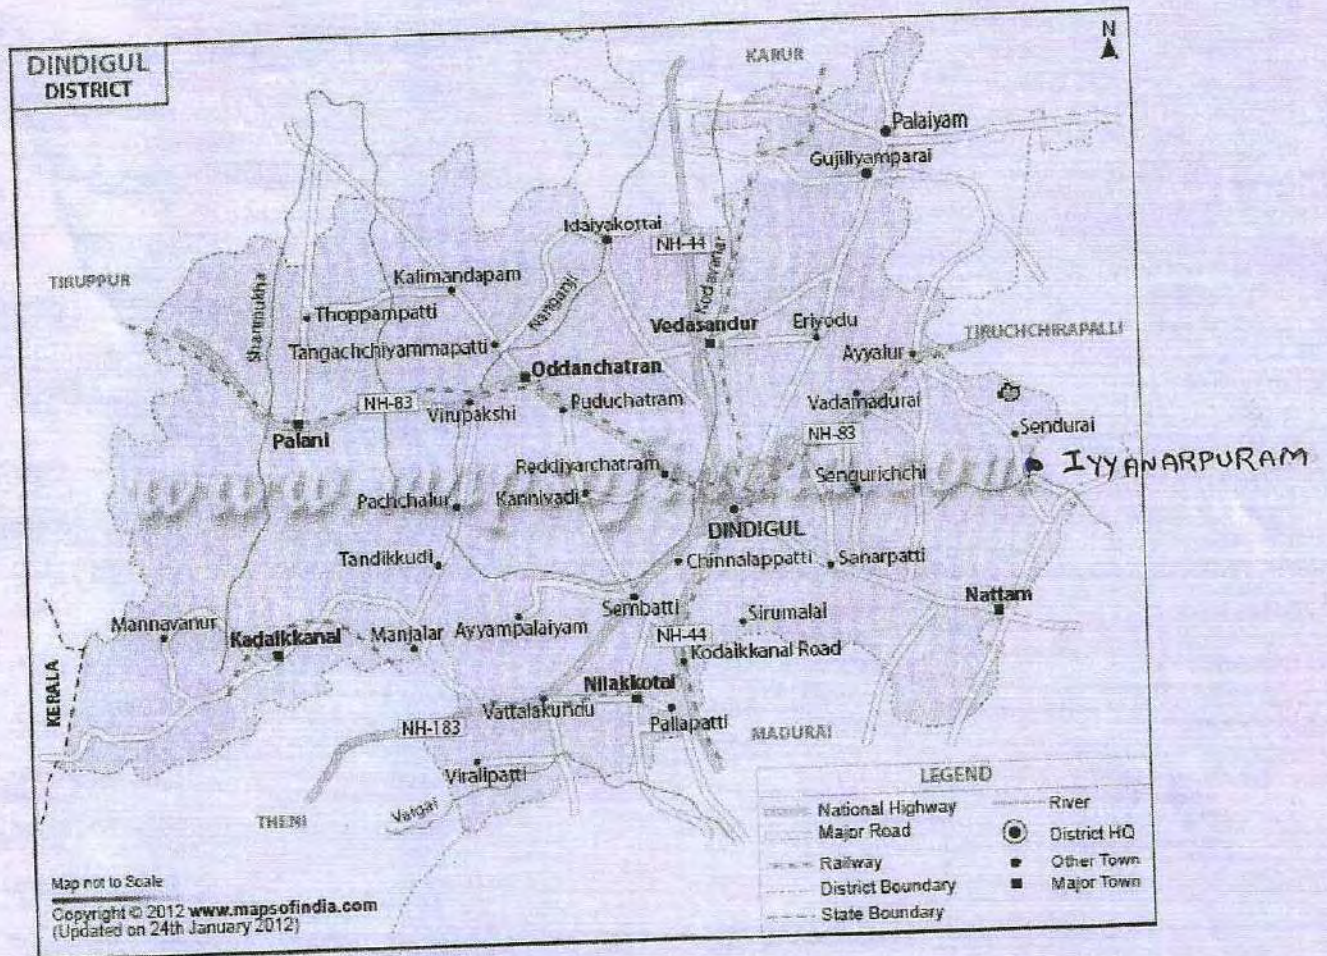 DINDIGUL
DISTRICT
N
KARUR
Palaiyam
Gujiliyamparai
Idaiyakottai
NH-44
Kodavanar
TIRUPPUR
Shanmukha
Kalimandapam
Nanganji
Thoppampatti
Vedasandur
Eriyodu
TIRUCHCHIRAPALLI
Tangachchiyammapatti
Ayyalur
Oddanchatran
NH-83
Virupakshi
Puduchatram
Vadamadurai
Palani
NH-83
Sendurai
Reddiyarchatram
Sengurichchi
IYYANARPURAM
Pachchalur
Kannivadi
DINDIGUL
Tandikkudi
Chinnalappatti
Sanarpatti
Mannavanur
Sembatti
Sirumalai
Nattam
Kadaikkanal
Manjalar
Ayyampalaiyam
NH-44
Kodaikkanal Road
KERALA
Nilakkotai
Vattalakundu
Pallapatti
NH-183
MADURAI
Viralipatti
Vaigai
THENI
LEGEND
National Highway
River
Major Road
District HQ
Railway
Other Town
District Boundary
Major Town
State Boundary
Map not to Scale
Copyright © 2012 www.mapsofindia.com
(Updated on 24th January 2012)